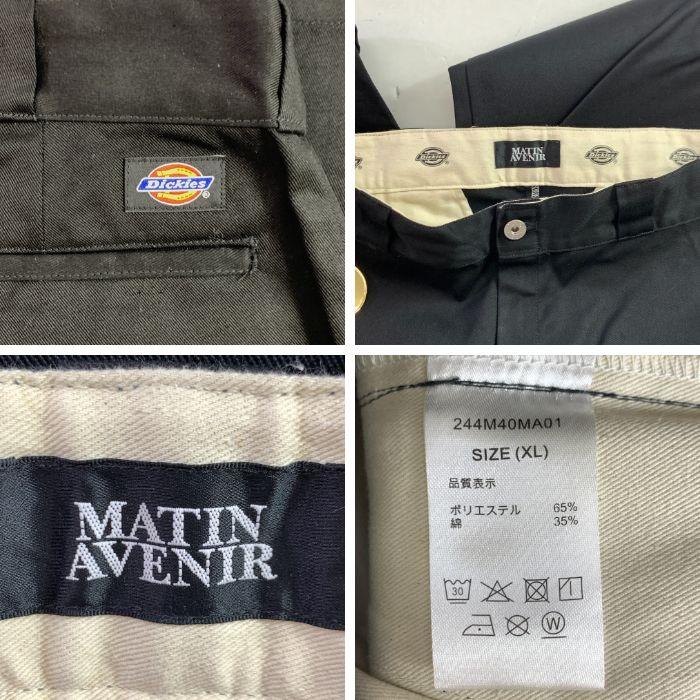 Dickies
Dickies
MATIN
AVENIR
Dickies
Dickies
MATIN
AVENIR
244M40MA01
SIZE (XL)
品質表示
ポリエステル 65%
綿 35%
30
W